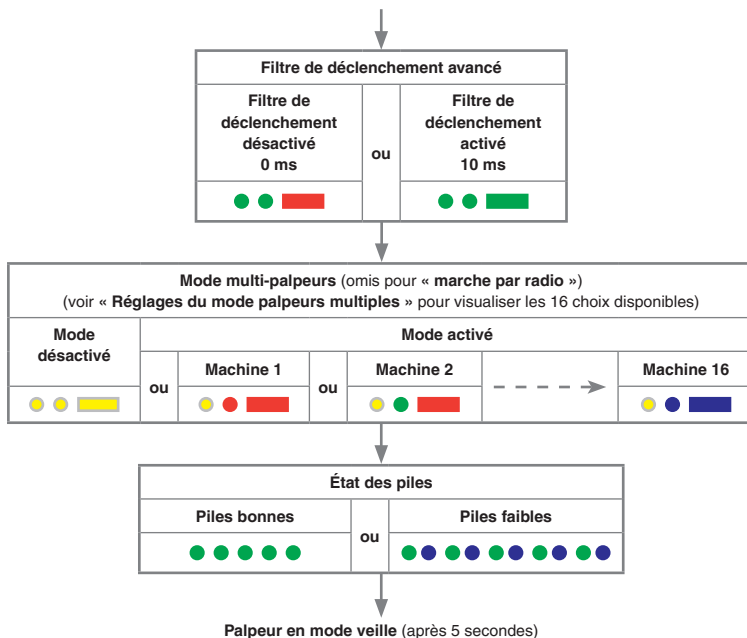 Filtre de déclenchement avancé
Filtre de
déclenchement
désactivé
0 ms
ou
Filtre de
déclenchement
activé
10 ms
Mode multi-palpeurs (omis pour « marche par radio »)
(voir « Réglages du mode palpeurs multiples » pour visualiser les 16 choix disponibles)
Mode
désactivé
Mode activé
ou
Machine 1
ou
Machine 2
Machine 16
État des piles
Piles bonnes
ou
Piles faibles
Palpeur en mode veille (après 5 secondes)